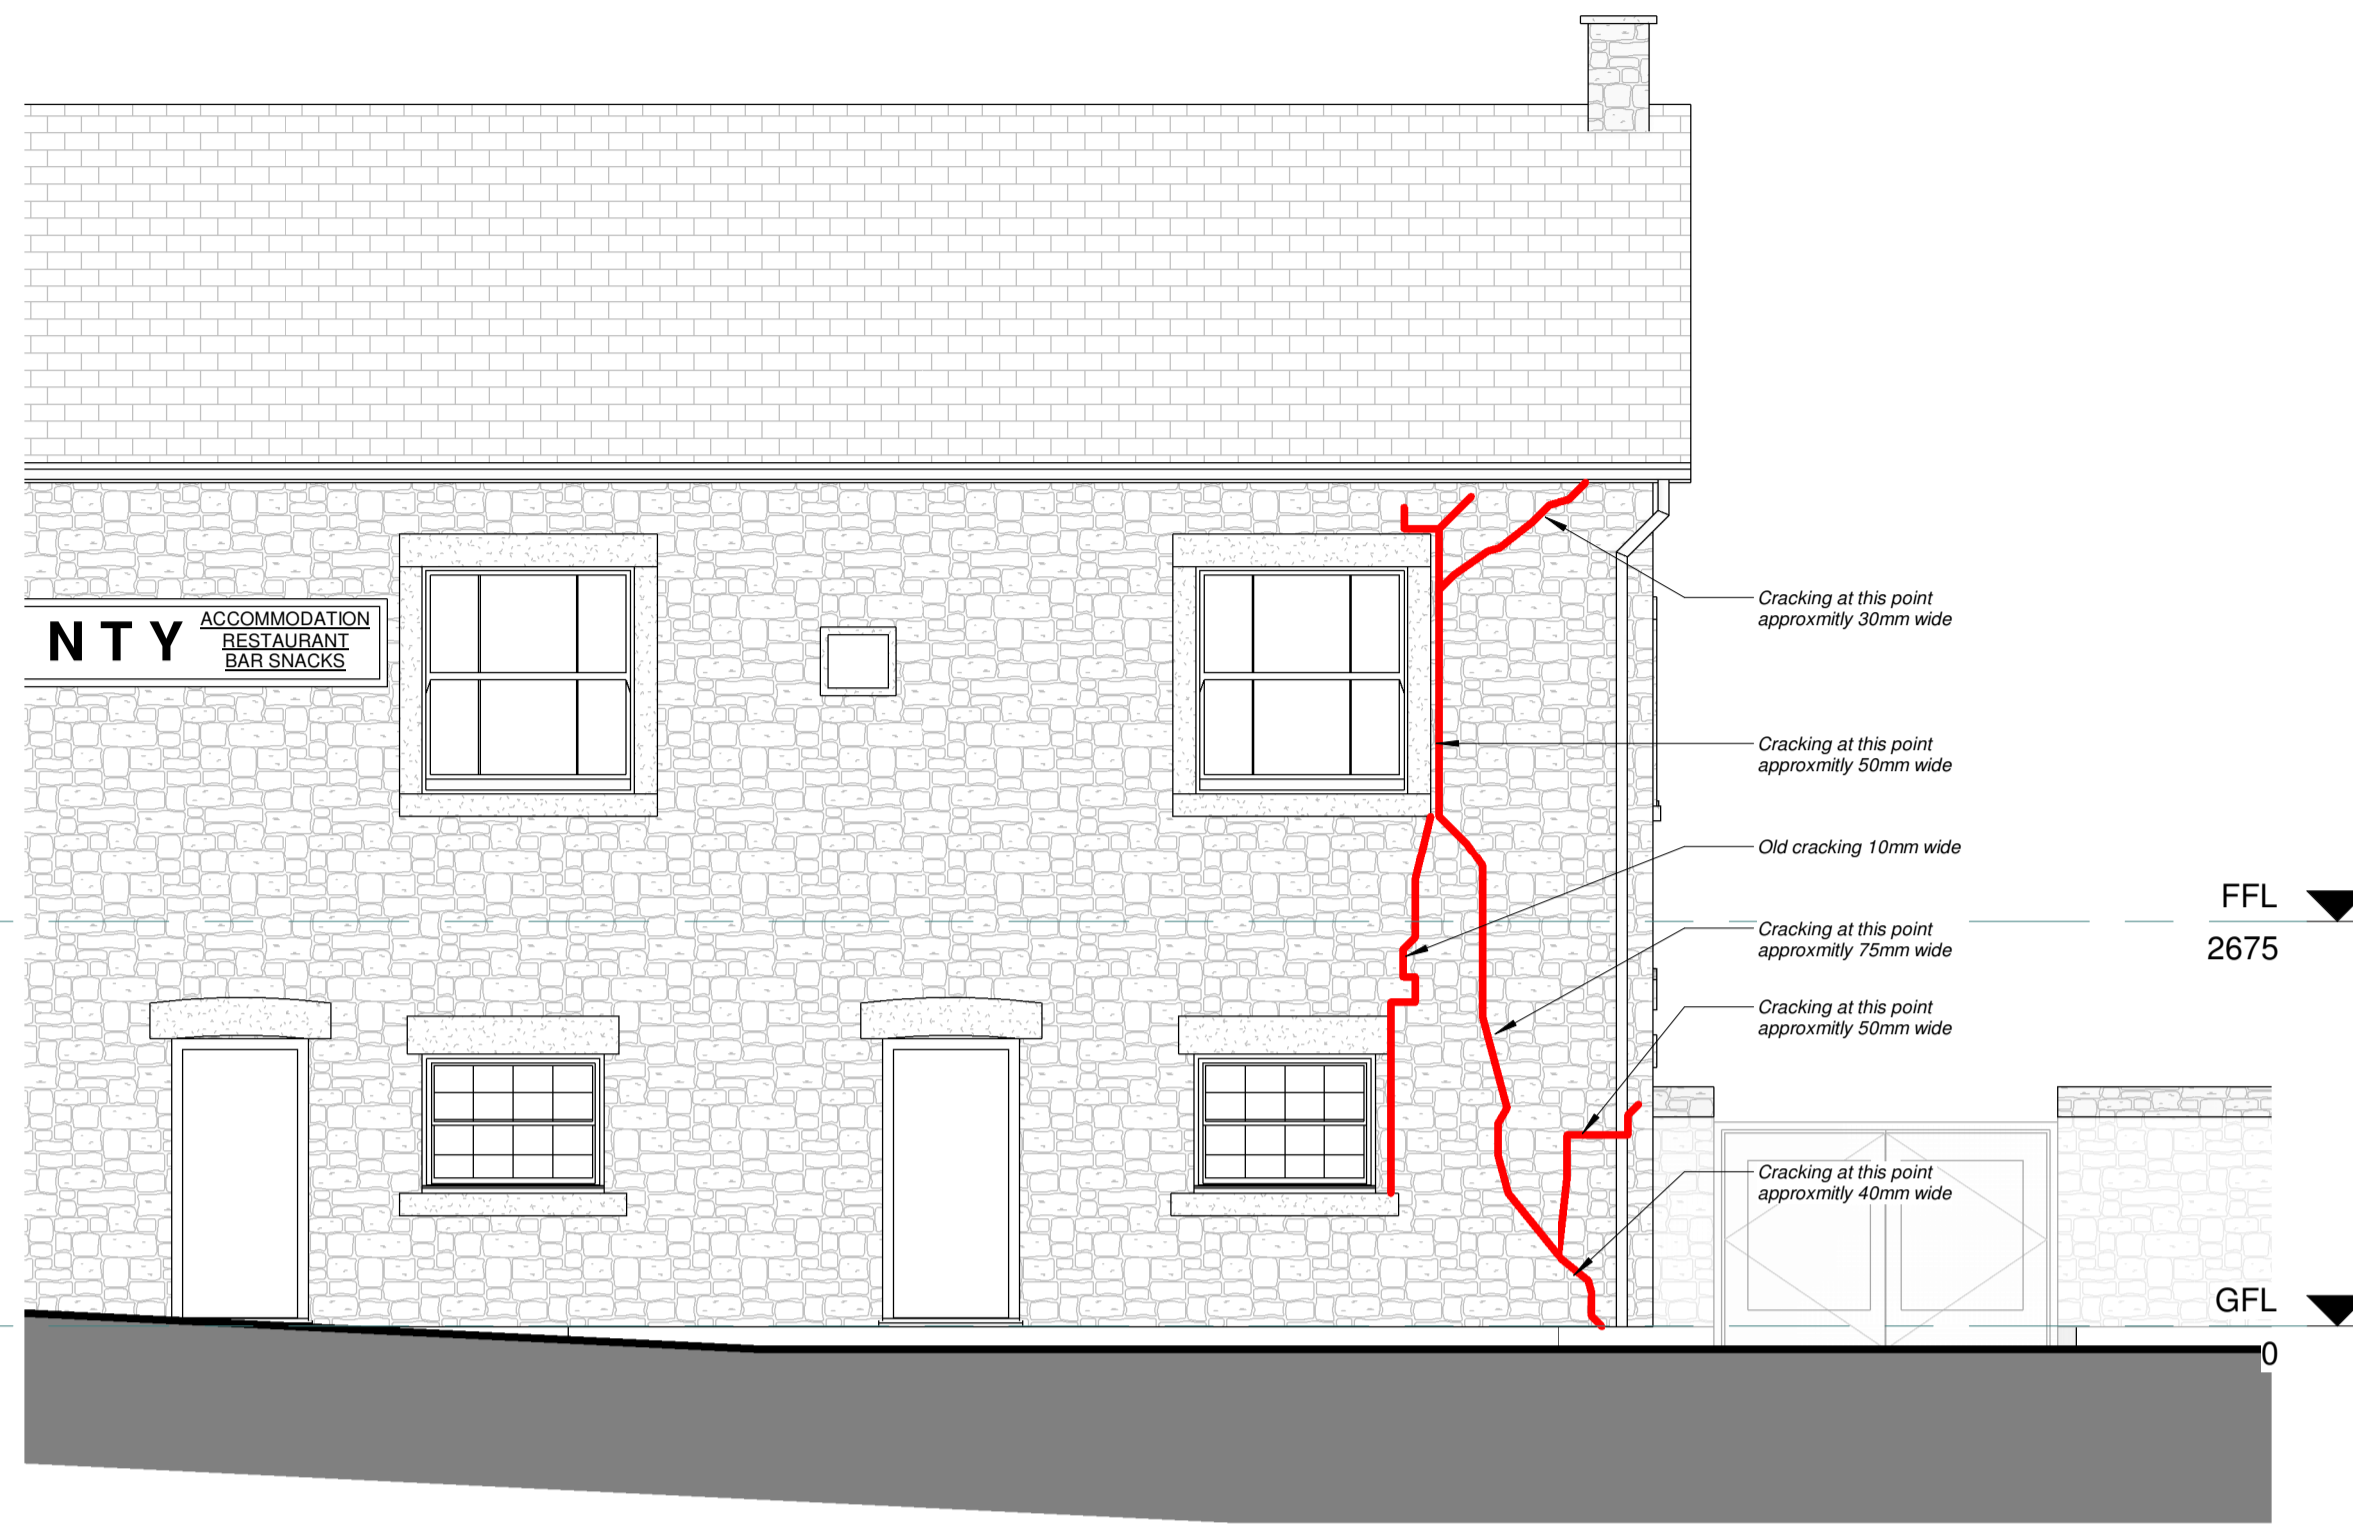 N T Y
ACCOMMODATION
RESTAURANT
BAR SNACKS
Cracking at this point
approxmitly 30mm wide
Cracking at this point
approxmitly 50mm wide
Old cracking 10mm wide
Cracking at this point
approxmitly 75mm wide
Cracking at this point
approxmitly 50mm wide
Cracking at this point
approxmitly 40mm wide
FFL
2675
GFL
0